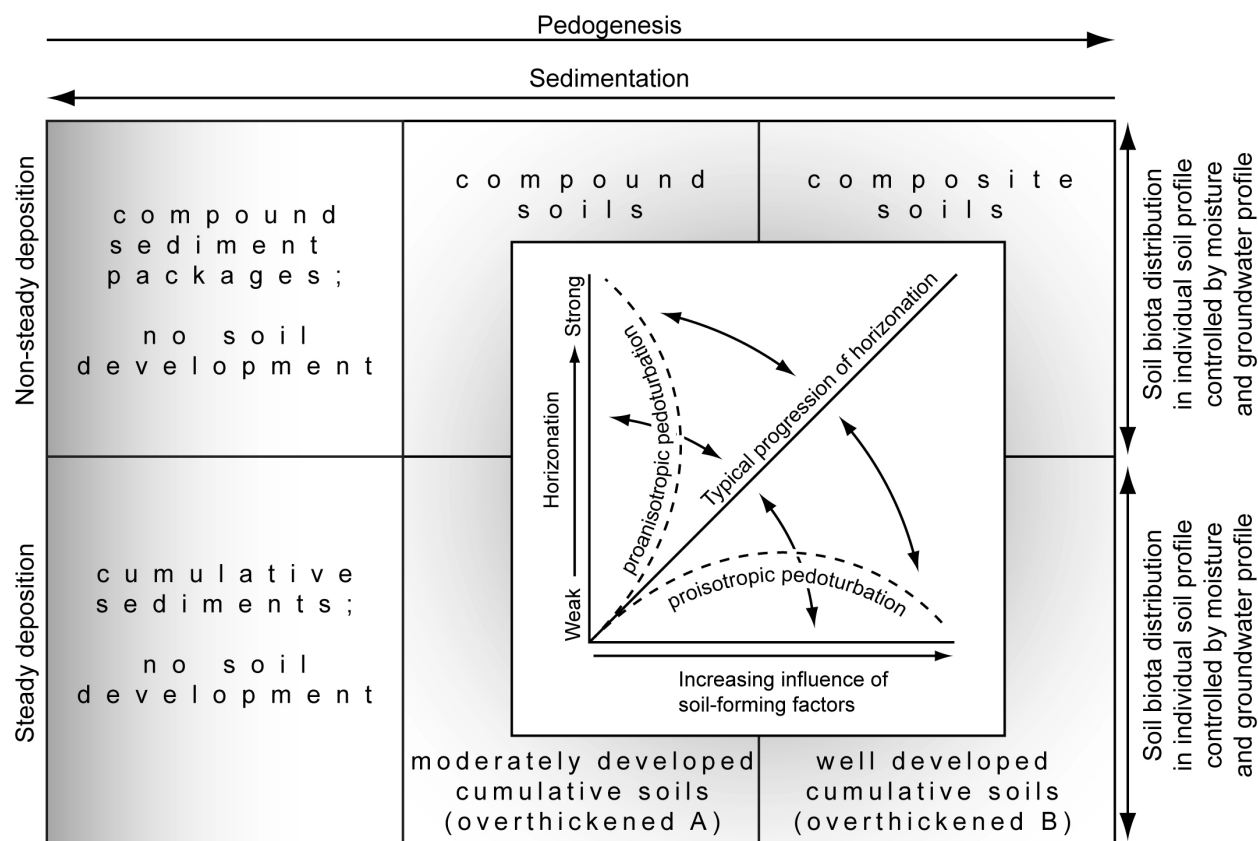 Pedogenesis
Sedimentation
Non-steady deposition
compound
sediment
packages;
no soil
development
compound
soils
composite
soils
Soil biota distribution
in individual soil profile
controlled by moisture
and groundwater profile
Strong
Horizonation
Weak
proanisotropic pedoturbation
Typical progression of horizonation
proisotropic pedoturbation
Increasing influence of
soil-forming factors
Steady deposition
cumulative
sediments;
no soil
development
moderately developed
cumulative soils
(overthickened A)
well developed
cumulative soils
(overthickened B)
Soil biota distribution
in individual soil profile
controlled by moisture
and groundwater profile